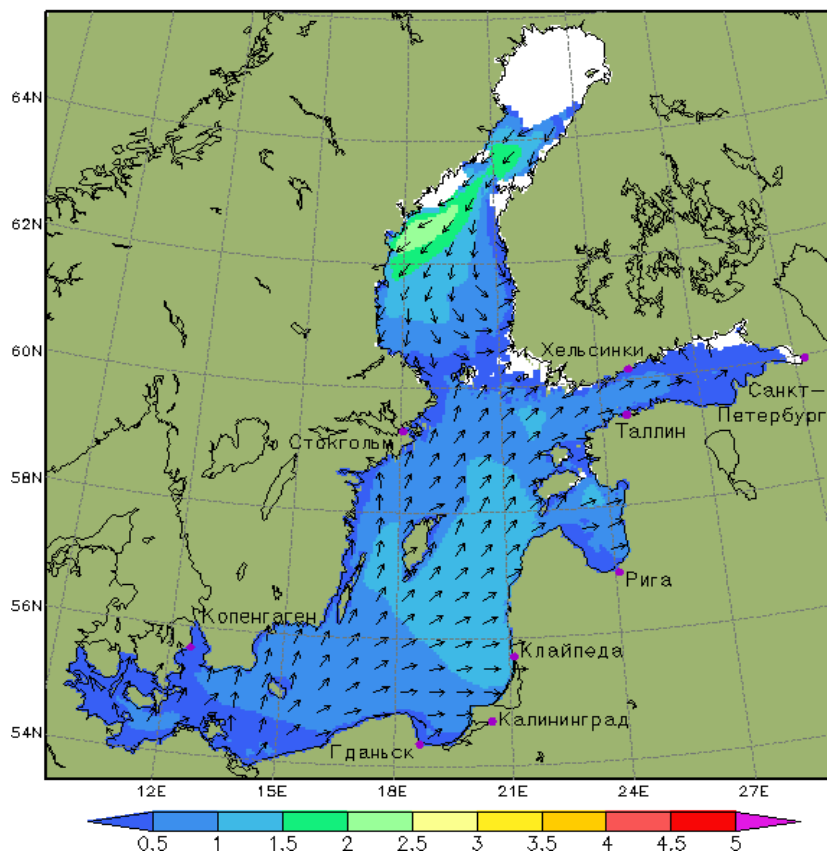 64N
62N
60N
58N
56N
54N
Хельсинки
Санкт-
Петербург
Таллин
Стокгольм
Рига
Копенгаген
Клайпеда
Калининград
Гданьск
12E 15E 18E 21E 24E 27E
0,5 1 1,5 2 2,5 3 3,5 4 4,5 5